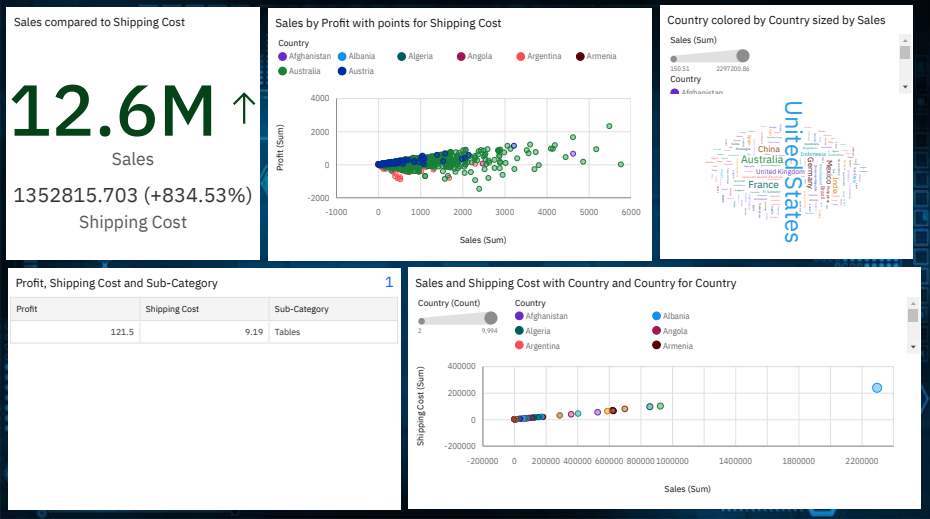 Sales compared to Shipping Cost
12.6M ↑
Sales
1352815.703 (+834.53%)
Shipping Cost
Sales by Profit with points for Shipping Cost
Country
Afghanistan Albania Algeria Angola Argentina Armenia
Australia Austria
Profit (Sum)
4000
2000
0
-2000
-1000 0 1000 2000 3000 4000 5000 6000
Sales (Sum)
Country colored by Country sized by Sales
Sales (Sum)
150.51 2297200.86
Country
Afghanistan
United States
China
Indonesia
Australia
United Kingdom
Germany
France
Mexico
Brazil
India
Profit, Shipping Cost and Sub-Category 1
Profit Shipping Cost Sub-Category
121.5 9.19 Tables
Sales and Shipping Cost with Country and Country for Country
Country (Count)
2 9,994
Country
Afghanistan Albania
Algeria Angola
Argentina Armenia
Shipping Cost (Sum)
400000
200000
0
-200000
-200000 0 200000 400000 600000 800000 1000000 1400000 1800000 2200000
Sales (Sum)